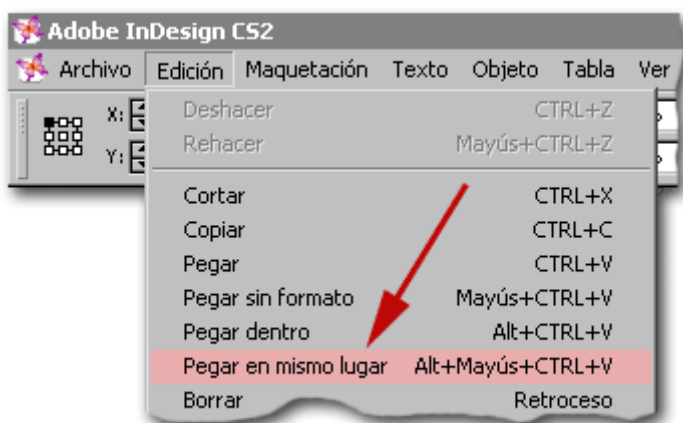 Adobe InDesign CS2
Archivo Edición Maquetación Texto Objeto Tabla Ver
X:
Y:
Deshacer CTRL+Z
Rehacer Mayús+CTRL+Z
Cortar CTRL+X
Copiar CTRL+C
Pegar CTRL+V
Pegar sin formato Mayús+CTRL+V
Pegar dentro Alt+CTRL+V
Pegar en mismo lugar Alt+Mayús+CTRL+V
Borrar Retroceso